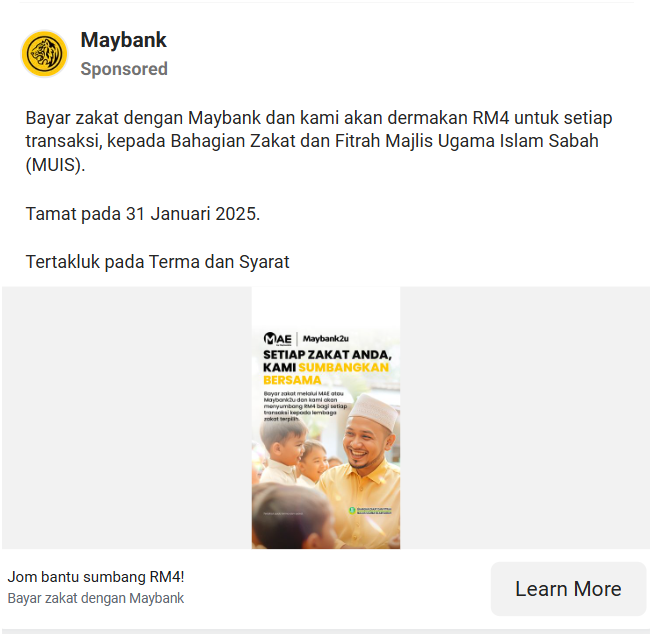 Maybank
Sponsored
Bayar zakat dengan Maybank dan kami akan dermakan RM4 untuk setiap
transaksi, kepada Bahagian Zakat dan Fitrah Majlis Ugama Islam Sabah
(MUIS).
Tamat pada 31 Januari 2025.
Tertakluk pada Terma dan Syarat
MAE | Maybank2u
SETIAP ZAKAT ANDA,
KAMI SUMBANGKAN
BERSAMA
Bayar zakat melalui MAE atau
Maybank2u dan kami akan
menyumbang RM4 bagi setiap
transaksi kepada lembaga
zakat terpilih.
Jom bantu sumbang RM4!
Bayar zakat dengan Maybank
Learn More